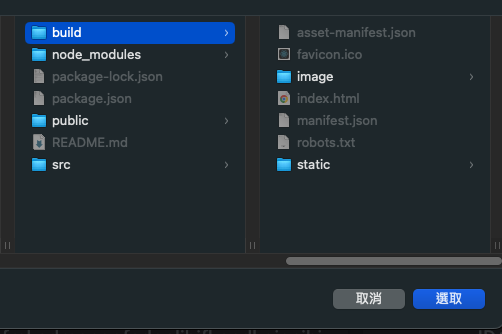 build
node_modules
package-lock.json
package.json
public
README.md
src
asset-manifest.json
favicon.ico
image
index.html
manifest.json
robots.txt
static
取消
選取